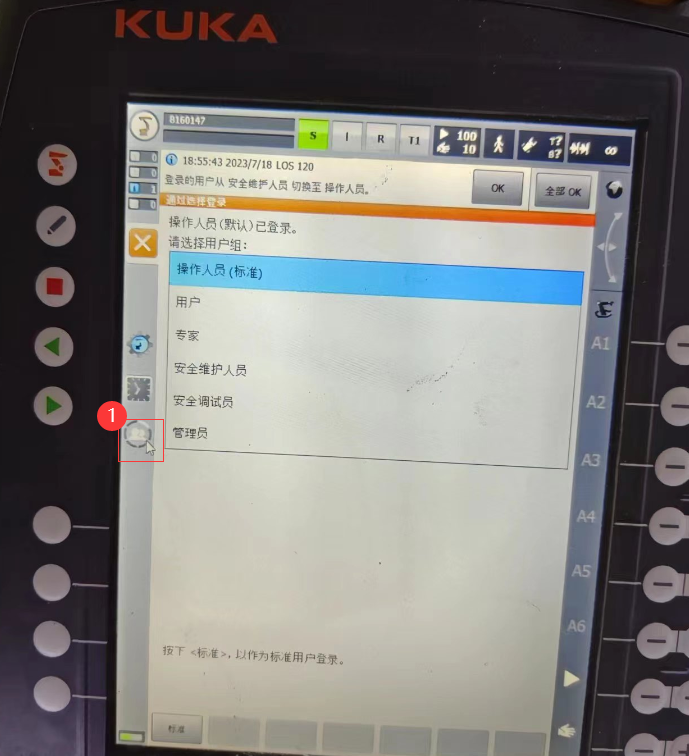 KUKA
8160147
S
I
R
T1
100
10
T?
B?
∞
0
0
1
0
18:55:43 2023/7/18 LOS 120
登录的用户从 安全维护人员 切换至 操作人员。
OK
全部 OK
通过选择登录
操作人员(默认)已登录。
请选择用户组:
操作人员 (标准)
用户
专家
安全维护人员
安全调试员
管理员
1
A1
A2
A3
A4
A5
A6
按下 <标准>, 以作为标准用户登录。
标准